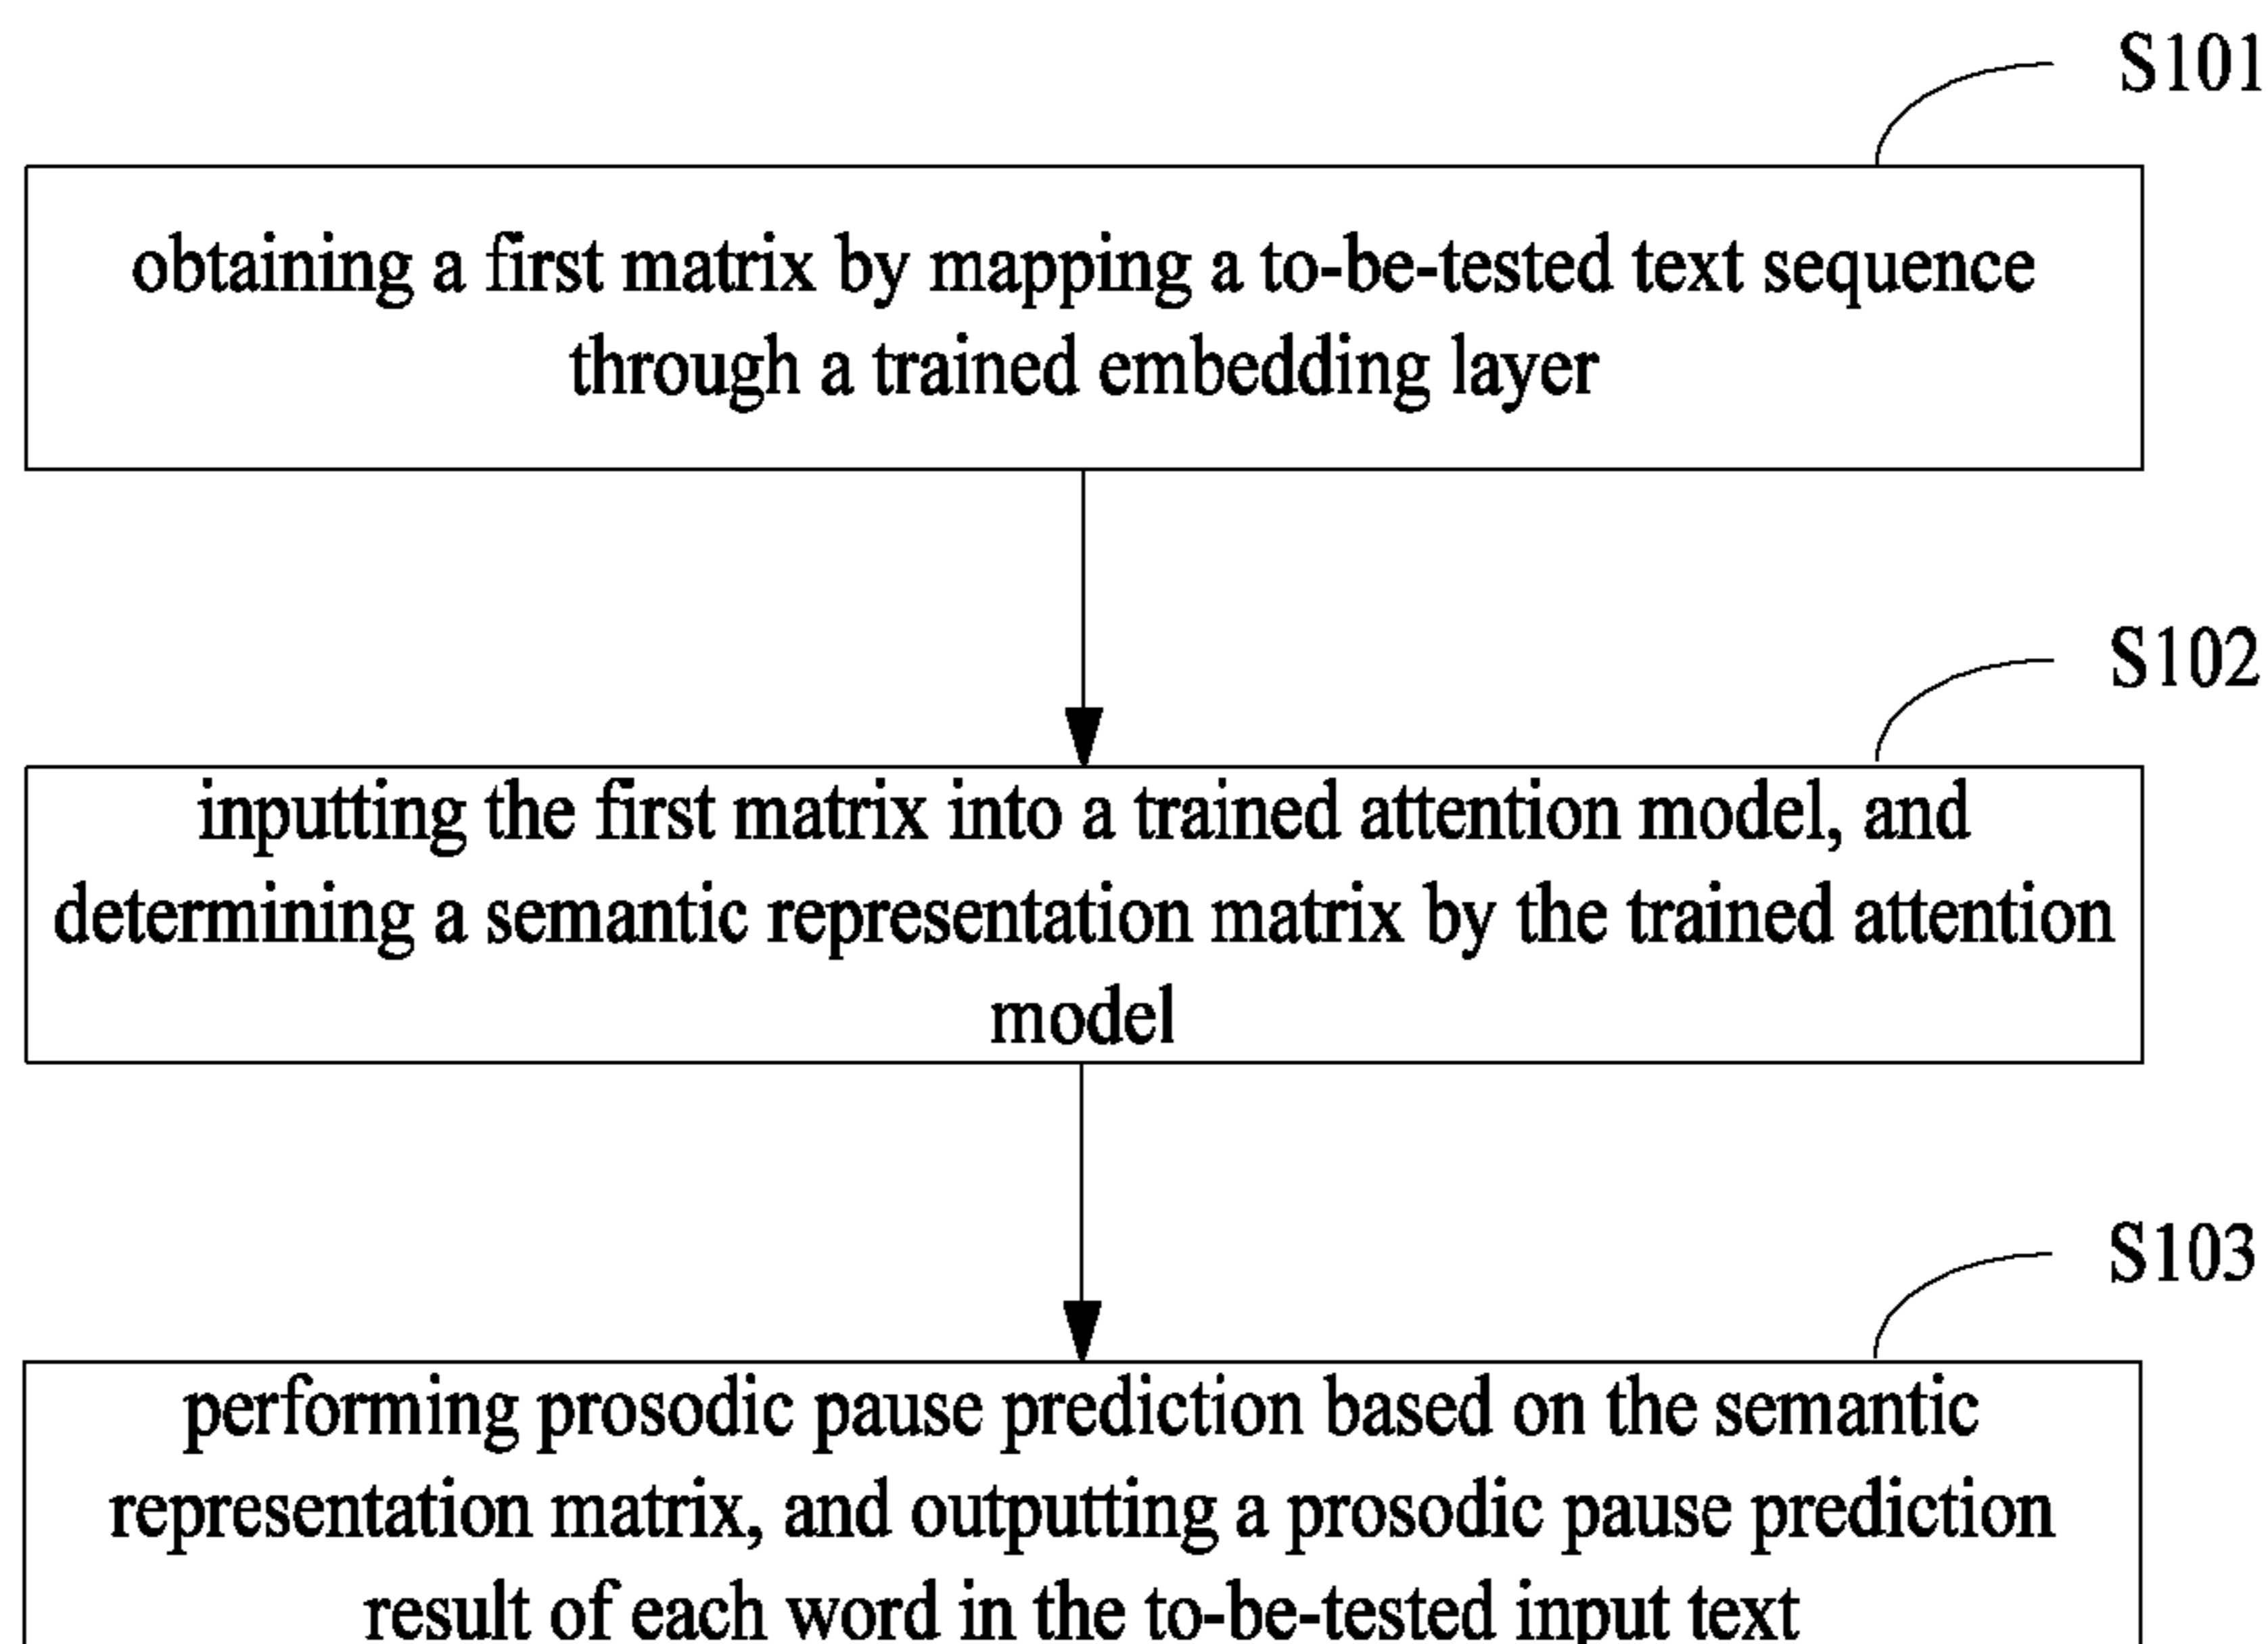 S101
obtaining a first matrix by mapping a to-be-tested text sequence
through a trained embedding layer
S102
inputting the first matrix into a trained attention model, and
determining a semantic representation matrix by the trained attention
model
S103
performing prosodic pause prediction based on the semantic
representation matrix, and outputting a prosodic pause prediction
result of each word in the to-be-tested input text